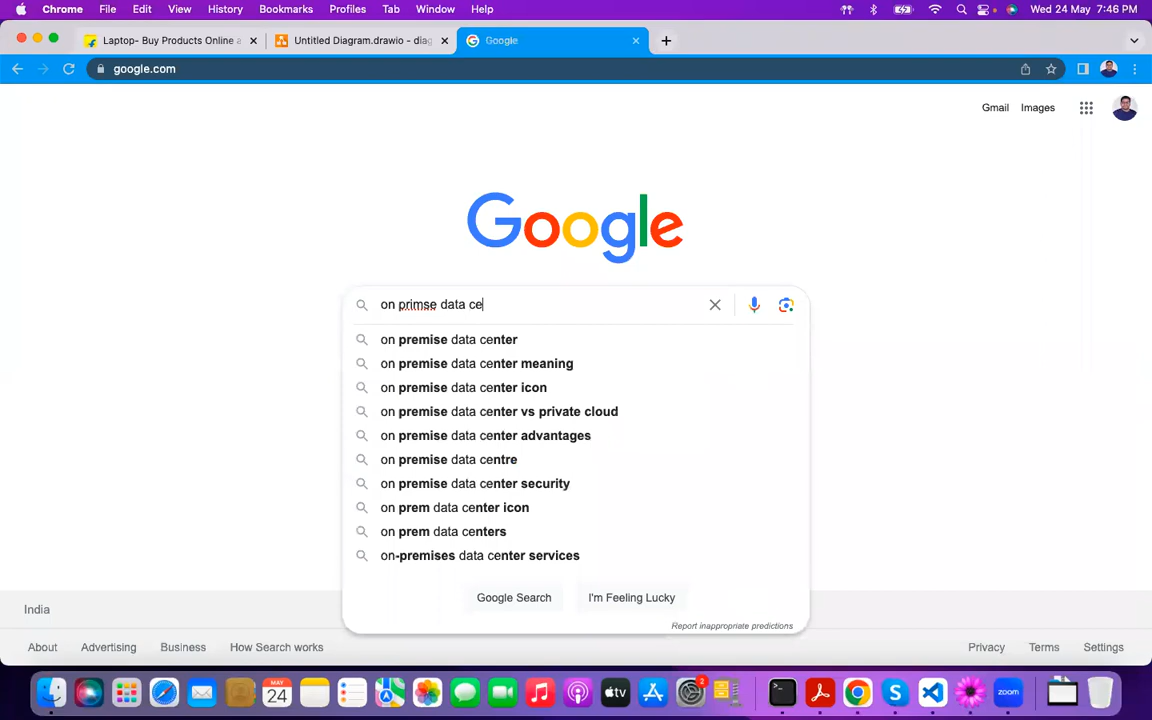 Chrome File Edit View History Bookmarks Profiles Tab Window Help Wed 24 May 7:46 PM
Laptop- Buy Products Online a Untitled Diagram.drawio - diag Google
google.com
Gmail Images
Google
on primse data ce
on premise data center
on premise data center meaning
on premise data center icon
on premise data center vs private cloud
on premise data center advantages
on premise data centre
on premise data center security
on prem data center icon
on prem data centers
on-premises data center services
Google Search I'm Feeling Lucky
Report inappropriate predictions
India
About Advertising Business How Search works Privacy Terms Settings
MAY
24
tv
2
zoom